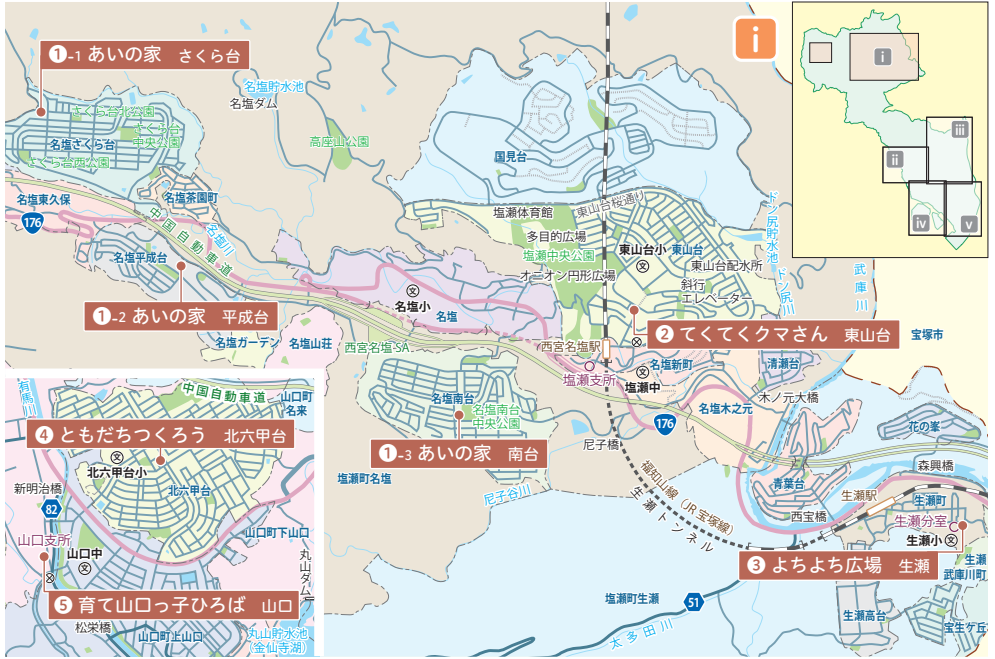 ❶-1 あいの家 さくら台
さくら台北公園
さくら台
中央公園
名塩さくら台
さくら台西公園
名塩貯水池
名塩ダム
高座山公園
国見台
i
i
iii
ii
iv
v
名塩東久保
176
名塩茶園町
中国自動車道
名塩川
名塩平成台
❶-2 あいの家 平成台
名塩ガーデン
名塩山荘
名塩小
名塩
西宮名塩SA
塩瀬体育館
東山台桜通り
多目的広場
塩瀬中央公園
オニオン円形広場
東山台小
東山台
東山台配水所
斜行
エレベーター
ドン尻貯水池
ドン尻川
武庫川
宝塚市
❷ てくてくクマさん 東山台
西宮名塩駅
塩瀬支所
名塩新町
塩瀬中
清瀬台
木ノ元大橋
名塩木之元
176
名塩南台
名塩南台
中央公園
❶-3 あいの家 南台
塩瀬町名塩
尼子谷川
尼子橋
福知山線(JR宝塚線)
生瀬トンネル
青葉台
西宝橋
花の峯
森興橋
生瀬駅
生瀬町
生瀬分室
生瀬小
❸ よちよち広場 生瀬
生瀬
武庫川町
生瀬高台
宝生ケ丘
塩瀬町生瀬
51
太多田川
有馬川
中国自動車道
山口町
名来
❹ ともだちつくろう 北六甲台
北六甲台小
北六甲台
新明治橋
82
山口支所
山口中
山口町下山口
丸山ダム
❺ 育て山口っ子ひろば 山口
松栄橋
山口町上山口
丸山貯水池
(金仙寺湖)